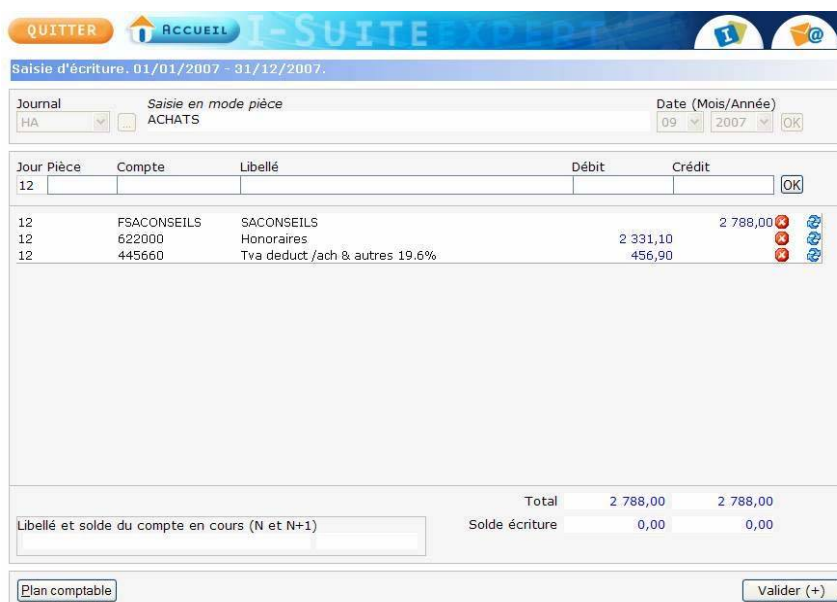 QUITTER ACCUEIL I-SUITE EXPERT
Saisie d'écriture. 01/01/2007 - 31/12/2007.
Journal Saisie en mode pièce Date (Mois/Année)
HA ... ACHATS 09 2007 OK
Jour Pièce Compte Libellé Débit Crédit
12 OK
12 FSACONSEILS SACONSEILS 2 788,00
12 622000 Honoraires 2 331,10
12 445660 Tva deduct /ach & autres 19.6% 456,90
Total 2 788,00 2 788,00
Libellé et solde du compte en cours (N et N+1) Solde écriture 0,00 0,00
Plan comptable Valider (+)